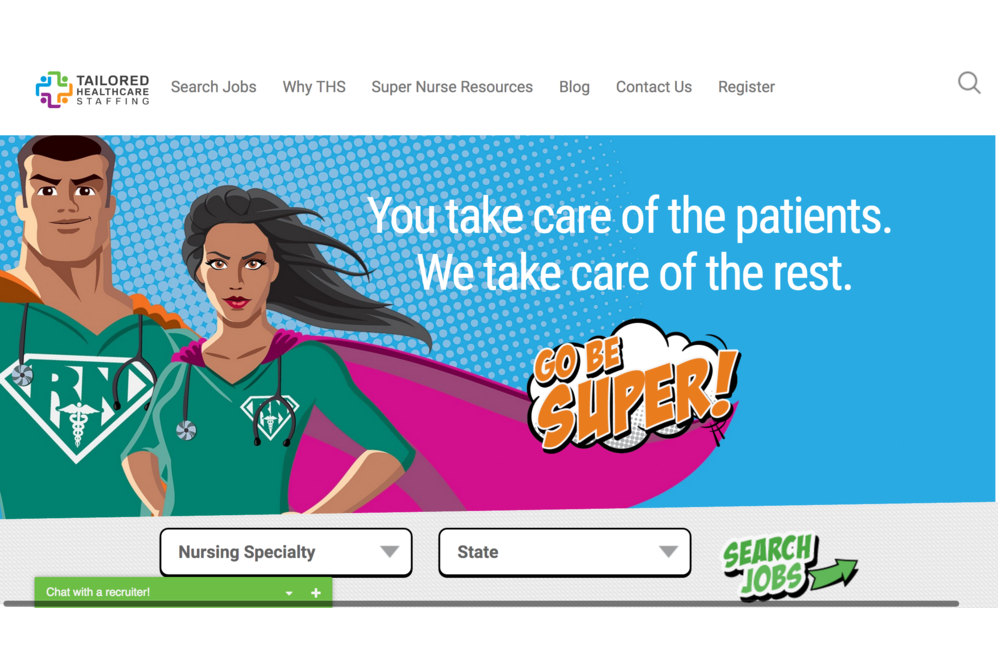 TAILORED
HEALTHCARE
STAFFING
Search Jobs
Why THS
Super Nurse Resources
Blog
Contact Us
Register
You take care of the patients.
We take care of the rest.
GO BE
SUPER!
RN
RN
Nursing Specialty
State
SEARCH
JOBS
Chat with a recruiter!